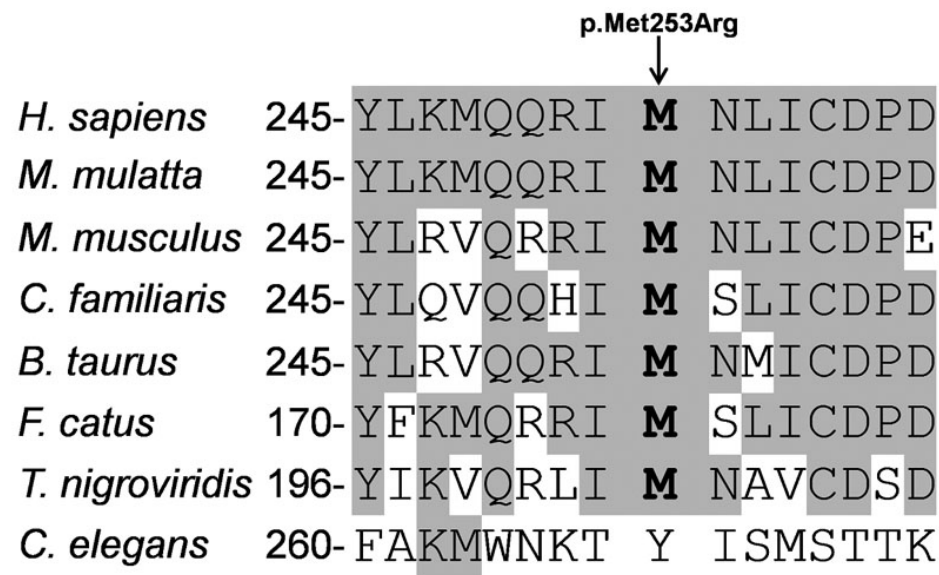 p.Met253Arg
H. sapiens 245- YLKMQQRI M NLICDPD
M. mulatta 245- YLKMQQRI M NLICDPD
M. musculus 245- YLRVQRRI M NLICDPE
C. familiaris 245- YLQVQQHI M SLICDPD
B. taurus 245- YLRVQQRI M NMICDPD
F. catus 170- YFKMQRRI M SLICDPD
T. nigroviridis 196- YIKVQRLI M NAVCDSD
C. elegans 260- FAKMWNKT Y ISMSTTK